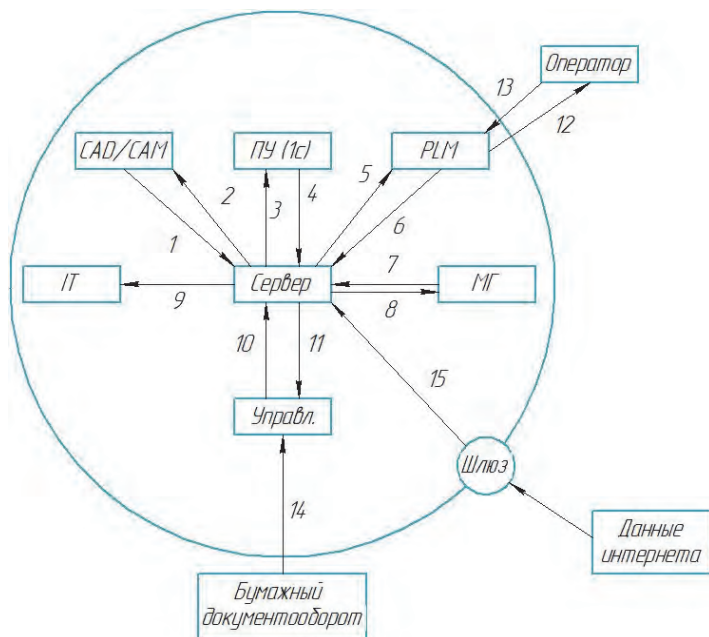 Оператор
13
12
CAD/CAM
ПУ (1с)
PLM
2
3
4
5
1
6
7
IT
Сервер
МГ
9
8
10
11
15
Управл.
Шлюз
14
Данные
интернета
Бумажный
документооборот